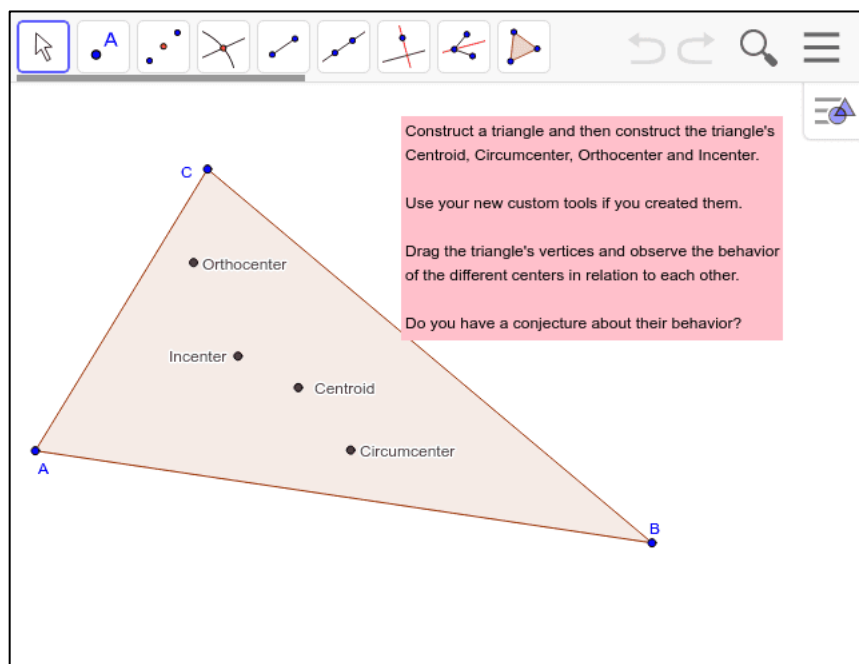 A
Construct a triangle and then construct the triangle's
Centroid, Circumcenter, Orthocenter and Incenter.
Use your new custom tools if you created them.
Drag the triangle's vertices and observe the behavior
of the different centers in relation to each other.
Do you have a conjecture about their behavior?
C
Orthocenter
Incenter
Centroid
Circumcenter
A
B